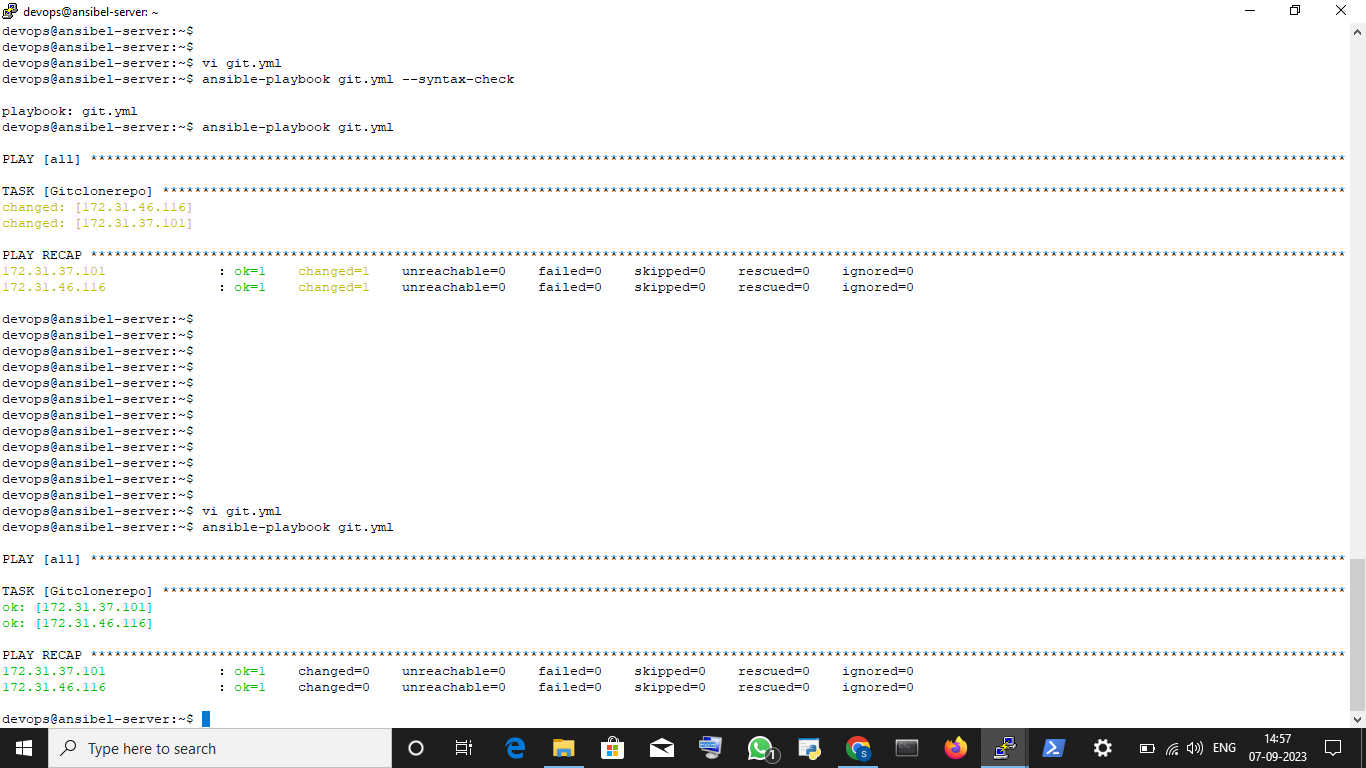 devops@ansibel-server: ~
devops@ansibel-server:~$
devops@ansibel-server:~$
devops@ansibel-server:~$ vi git.yml
devops@ansibel-server:~$ ansible-playbook git.yml --syntax-check
playbook: git.yml
devops@ansibel-server:~$ ansible-playbook git.yml
PLAY [all] *************************************************************************************************************************************************************
TASK [Gitclonerepo] ****************************************************************************************************************************************************
changed: [172.31.46.116]
changed: [172.31.37.101]
PLAY RECAP *************************************************************************************************************************************************************
172.31.37.101 : ok=1 changed=1 unreachable=0 failed=0 skipped=0 rescued=0 ignored=0
172.31.46.116 : ok=1 changed=1 unreachable=0 failed=0 skipped=0 rescued=0 ignored=0
devops@ansibel-server:~$
devops@ansibel-server:~$
devops@ansibel-server:~$
devops@ansibel-server:~$
devops@ansibel-server:~$
devops@ansibel-server:~$
devops@ansibel-server:~$
devops@ansibel-server:~$
devops@ansibel-server:~$
devops@ansibel-server:~$
devops@ansibel-server:~$
devops@ansibel-server:~$
devops@ansibel-server:~$ vi git.yml
devops@ansibel-server:~$ ansible-playbook git.yml
PLAY [all] *************************************************************************************************************************************************************
TASK [Gitclonerepo] ****************************************************************************************************************************************************
ok: [172.31.37.101]
ok: [172.31.46.116]
PLAY RECAP *************************************************************************************************************************************************************
172.31.37.101 : ok=1 changed=0 unreachable=0 failed=0 skipped=0 rescued=0 ignored=0
172.31.46.116 : ok=1 changed=0 unreachable=0 failed=0 skipped=0 rescued=0 ignored=0
devops@ansibel-server:~$
Type here to search
1
S
ENG
14:57
07-09-2023